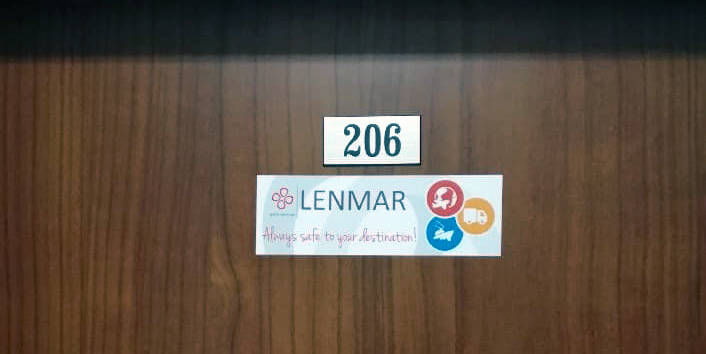 206
LENMAR
Always safe to your destination!